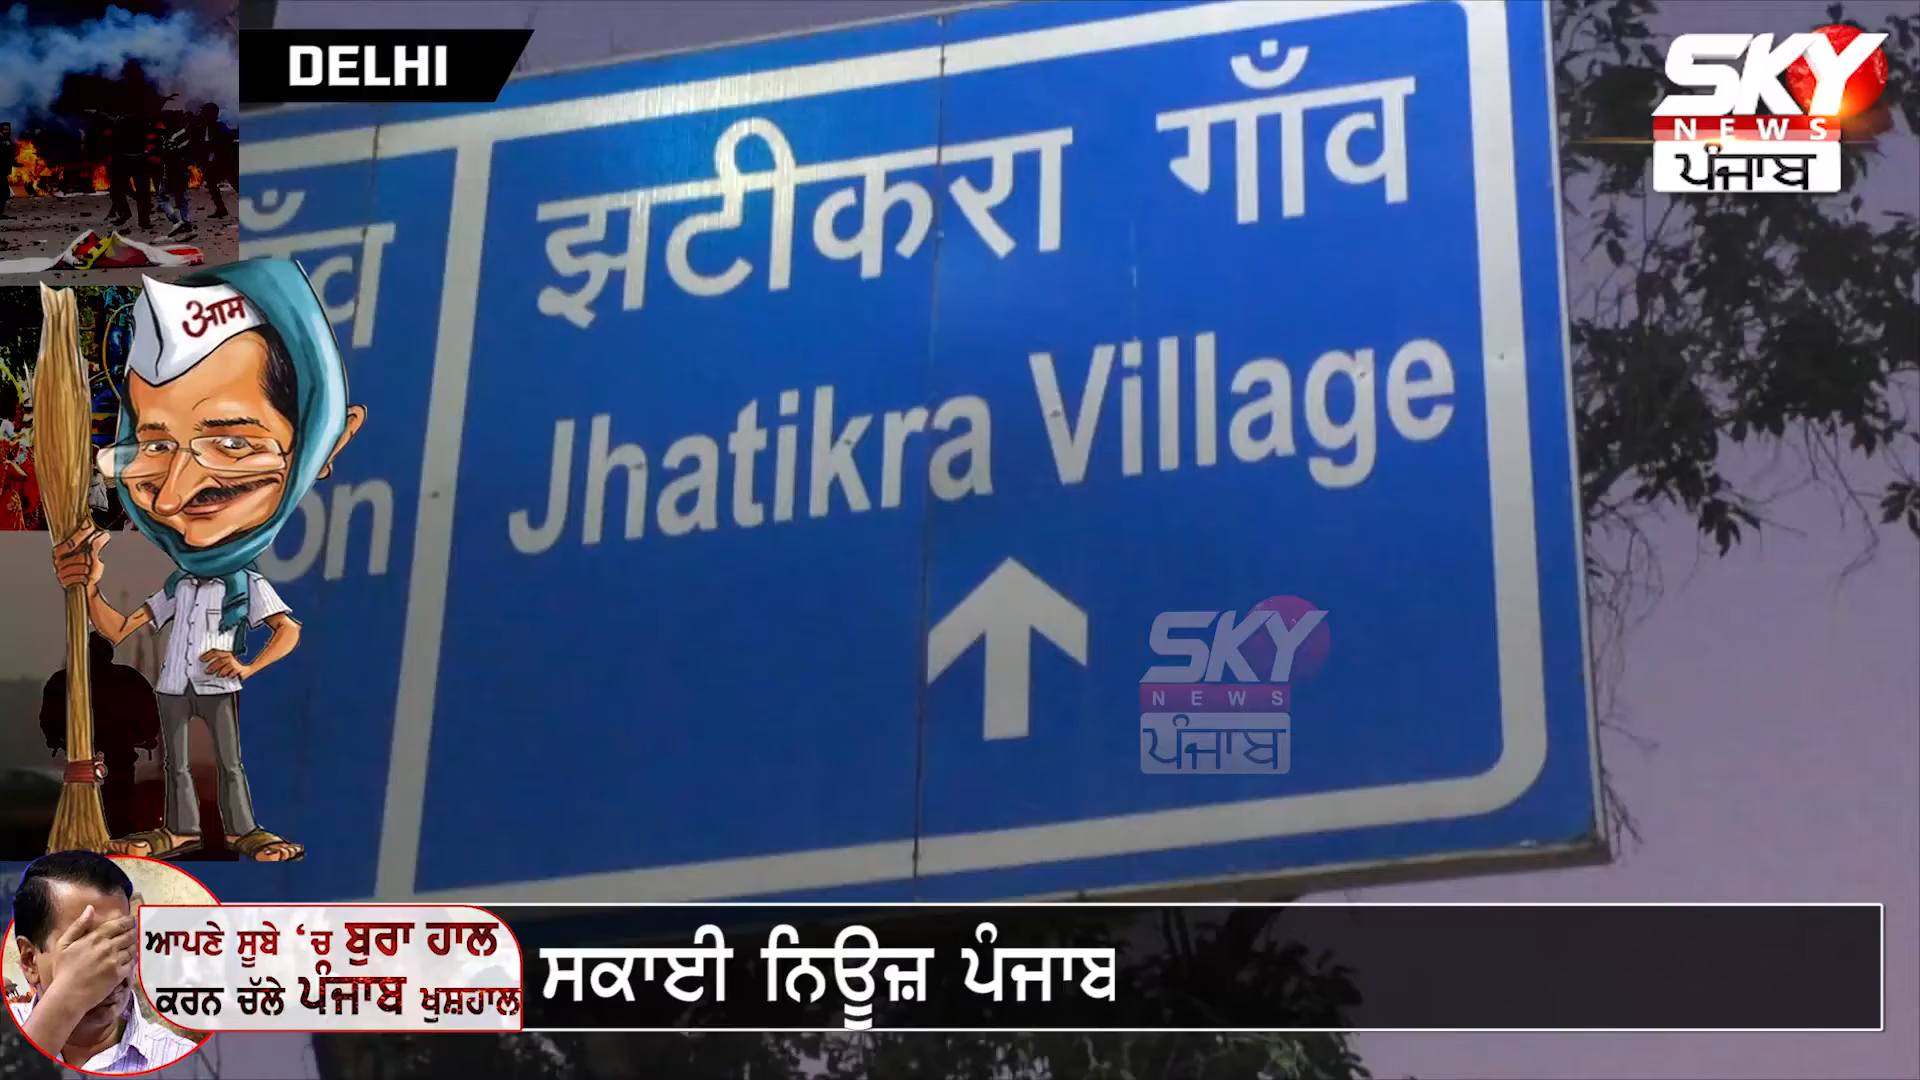 DELHI
SKY
NEWS
ਪੰਜਾਬ
झटीकरा गाँव
Jhatikra Village
आम
on
SKY
NEWS
ਪੰਜਾਬ
ਆਪਣੇ ਸੂਬੇ ‘ਚ ਬੁਰਾ ਹਾਲ
ਕਰਨ ਚੱਲੇ ਪੰਜਾਬ ਖੁਸ਼ਹਾਲ
ਸਕਾਈ ਨਿਊਜ਼ ਪੰਜਾਬ